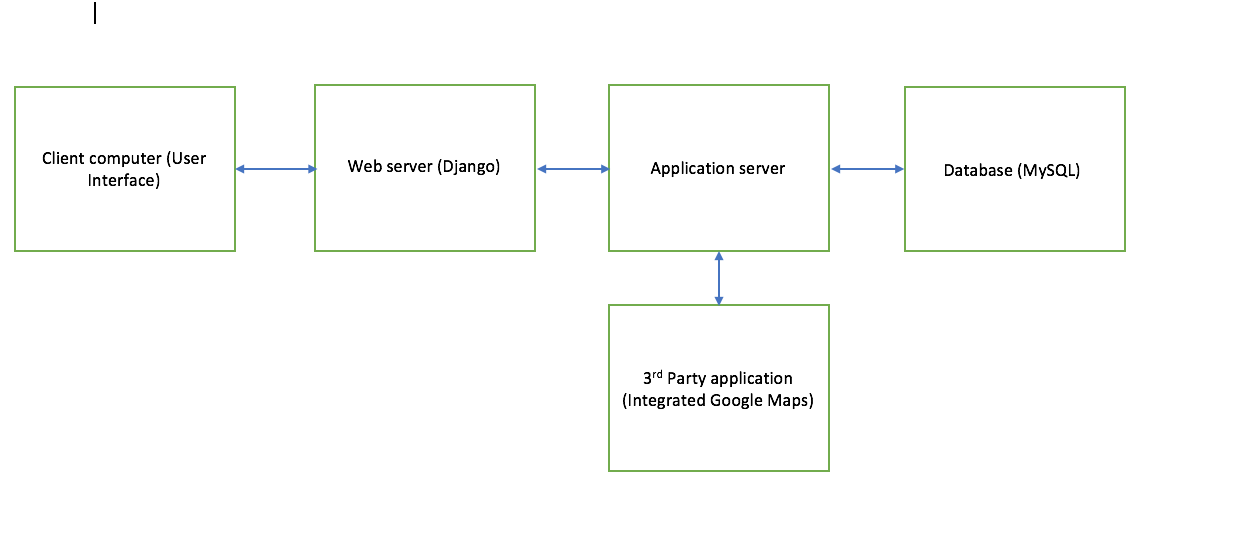 Client computer (User
Interface)
Web server (Django)
Application server
Database (MySQL)
3rd Party application
(Integrated Google Maps)